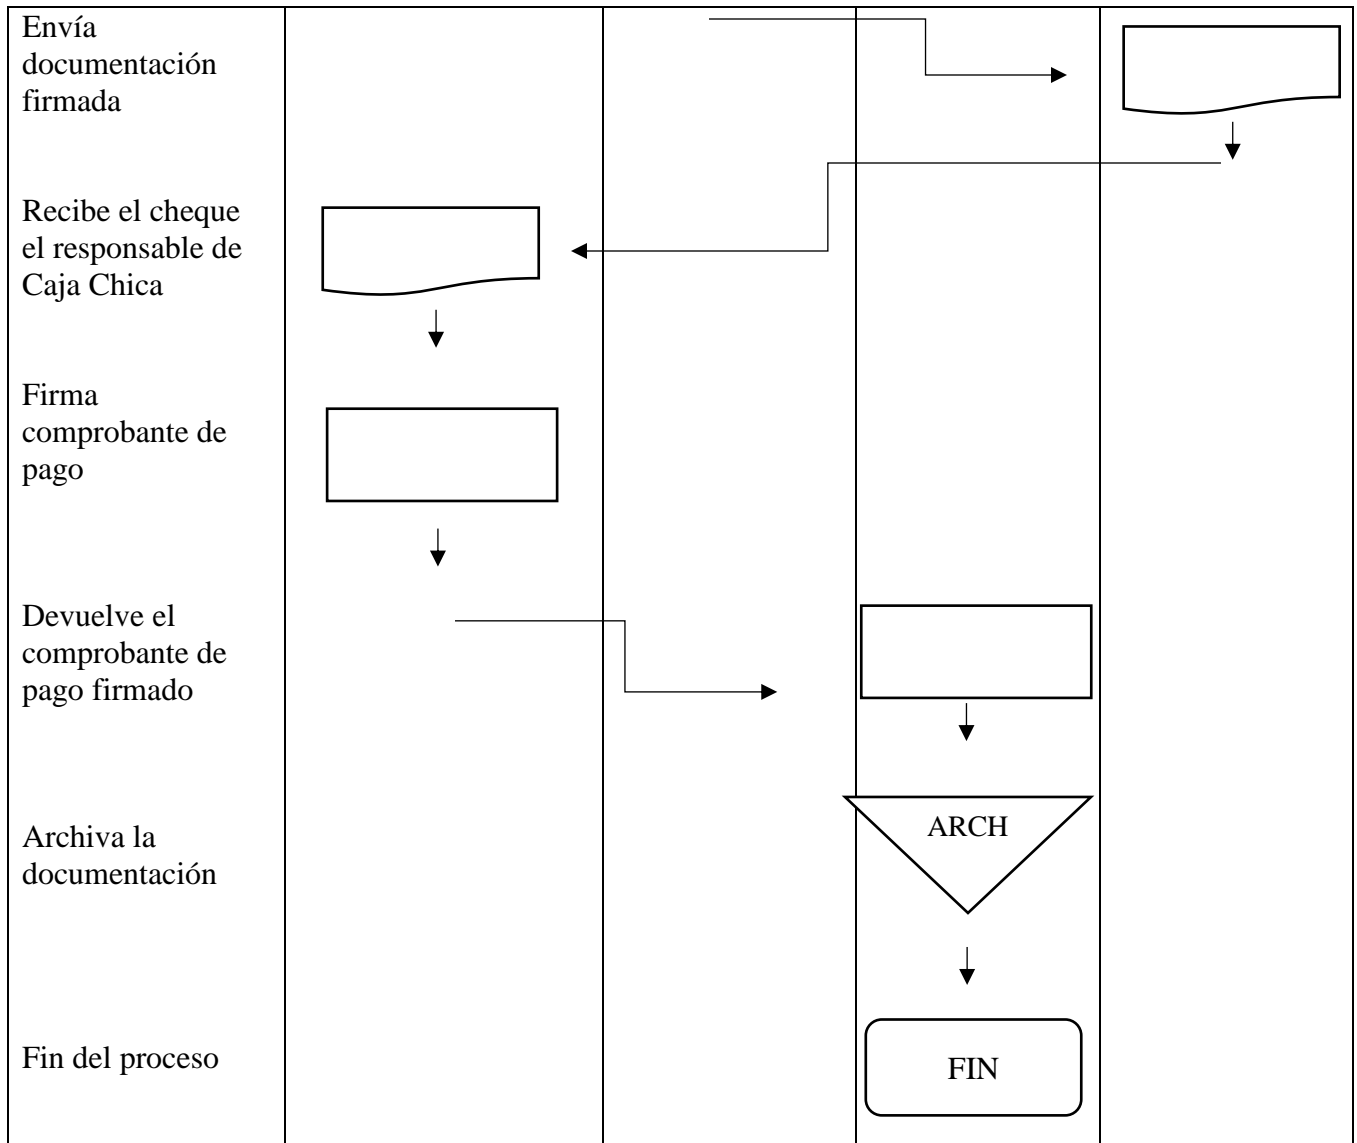 Envía
documentación
firmada
Recibe el cheque
el responsable de
Caja Chica
Firma
comprobante de
pago
Devuelve el
comprobante de
pago firmado
Archiva la
documentación
ARCH
Fin del proceso
FIN